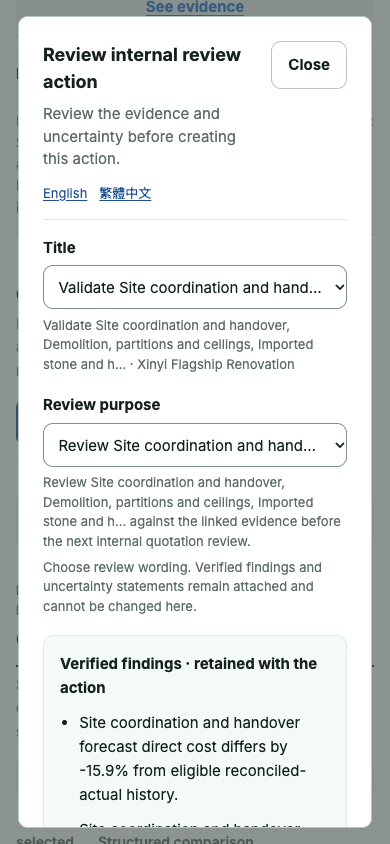 See evidence
Review internal review
action
Close
Review the evidence and
uncertainty before creating
this action.
English 繁體中文
Title
Validate Site coordination and hand...
Validate Site coordination and handover,
Demolition, partitions and ceilings, Imported
stone and h... · Xinyi Flagship Renovation
Review purpose
Review Site coordination and hand...
Review Site coordination and handover,
Demolition, partitions and ceilings, Imported
stone and h... against the linked evidence before
the next internal quotation review.
Choose review wording. Verified findings and
uncertainty statements remain attached and
cannot be changed here.
Verified findings · retained with the
action
• Site coordination and handover
forecast direct cost differs by
-15.9% from eligible reconciled-
actual history.
Site coordination and handover
selected Structured comparison